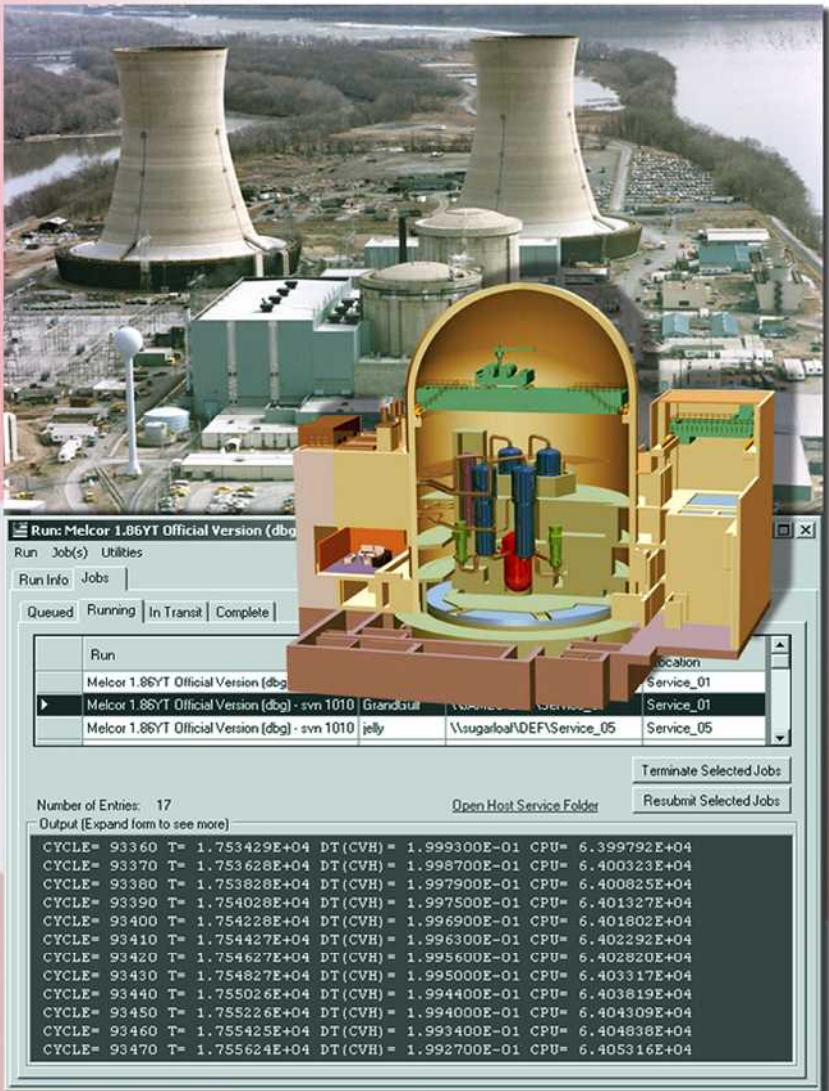 Run: Melcor 1.86YT Official Version (dbg
Run Job(s) Utilities
Run Info Jobs
Queued Running In Transit Complete
Run
Melcor 1.86YT Official Version (dbg Service_01
Melcor 1.86YT Official Version (dbg) - svn 1010 GrandGulf Service_01
Melcor 1.86YT Official Version (dbg) - svn 1010 jelly \\sugarloaf\DEF\Service_05 Service_05
Terminate Selected Jobs
Number of Entries: 17 Open Host Service Folder Resubmit Selected Jobs
Output (Expand form to see more)
CYCLE= 93360 T= 1.753429E+04 DT(CVH)= 1.999300E-01 CPU= 6.399792E+04
CYCLE= 93370 T= 1.753628E+04 DT(CVH)= 1.998700E-01 CPU= 6.400323E+04
CYCLE= 93380 T= 1.753828E+04 DT(CVH)= 1.997900E-01 CPU= 6.400825E+04
CYCLE= 93390 T= 1.754028E+04 DT(CVH)= 1.997500E-01 CPU= 6.401327E+04
CYCLE= 93400 T= 1.754228E+04 DT(CVH)= 1.996900E-01 CPU= 6.401802E+04
CYCLE= 93410 T= 1.754427E+04 DT(CVH)= 1.996300E-01 CPU= 6.402292E+04
CYCLE= 93420 T= 1.754627E+04 DT(CVH)= 1.995600E-01 CPU= 6.402820E+04
CYCLE= 93430 T= 1.754827E+04 DT(CVH)= 1.995000E-01 CPU= 6.403317E+04
CYCLE= 93440 T= 1.755026E+04 DT(CVH)= 1.994400E-01 CPU= 6.403819E+04
CYCLE= 93450 T= 1.755226E+04 DT(CVH)= 1.994000E-01 CPU= 6.404309E+04
CYCLE= 93460 T= 1.755425E+04 DT(CVH)= 1.993400E-01 CPU= 6.404838E+04
CYCLE= 93470 T= 1.755624E+04 DT(CVH)= 1.992700E-01 CPU= 6.405316E+04